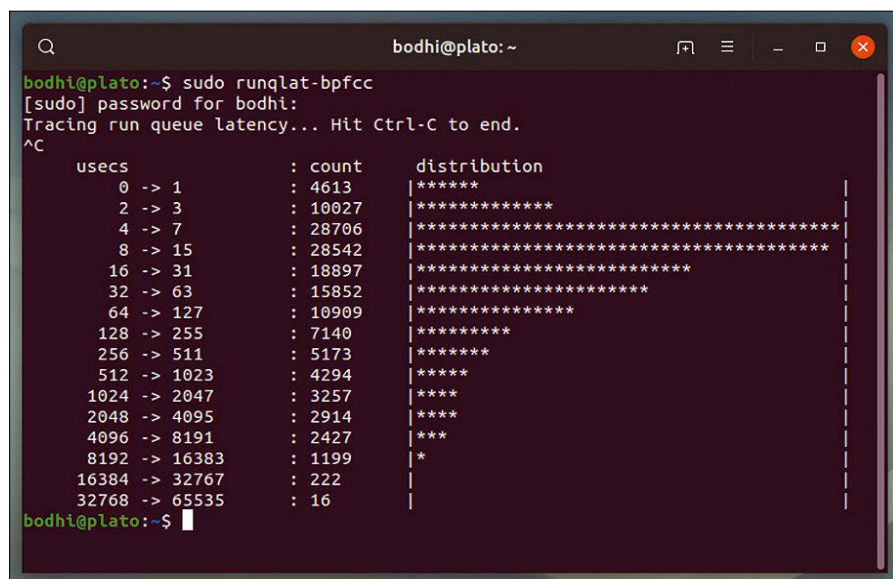 bodhi@plato: ~
bodhi@plato:~$ sudo runqlat-bpfcc
[sudo] password for bodhi:
Tracing run queue latency... Hit Ctrl-C to end.
^C
     usecs               : count     distribution
         0 -> 1          : 4613     |******                                  |
         2 -> 3          : 10027    |*************                           |
         4 -> 7          : 28706    |****************************************|
         8 -> 15         : 28542    |*************************************** |
        16 -> 31         : 18897    |**************************              |
        32 -> 63         : 15852    |**********************                  |
        64 -> 127        : 10909    |***************                         |
       128 -> 255        : 7140     |*********                               |
       256 -> 511        : 5173     |*******                                 |
       512 -> 1023       : 4294     |*****                                   |
      1024 -> 2047       : 3257     |****                                    |
      2048 -> 4095       : 2914     |****                                    |
      4096 -> 8191       : 2427     |***                                     |
      8192 -> 16383      : 1199     |*                                       |
     16384 -> 32767      : 222      |                                        |
     32768 -> 65535      : 16       |                                        |
bodhi@plato:~$